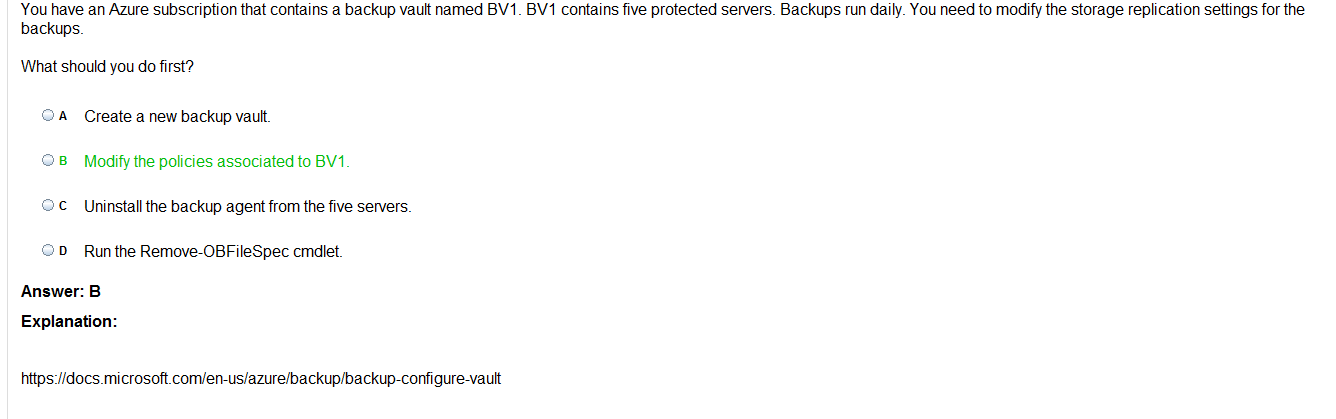 You have an Azure subscription that contains a backup vault named BV1. BV1 contains five protected servers. Backups run daily. You need to modify the storage replication settings for the
backups.
What should you do first?
A Create a new backup vault.
B Modify the policies associated to BV1.
C Uninstall the backup agent from the five servers.
D Run the Remove-OBFileSpec cmdlet.
Answer: B
Explanation:
https://docs.microsoft.com/en-us/azure/backup/backup-configure-vault